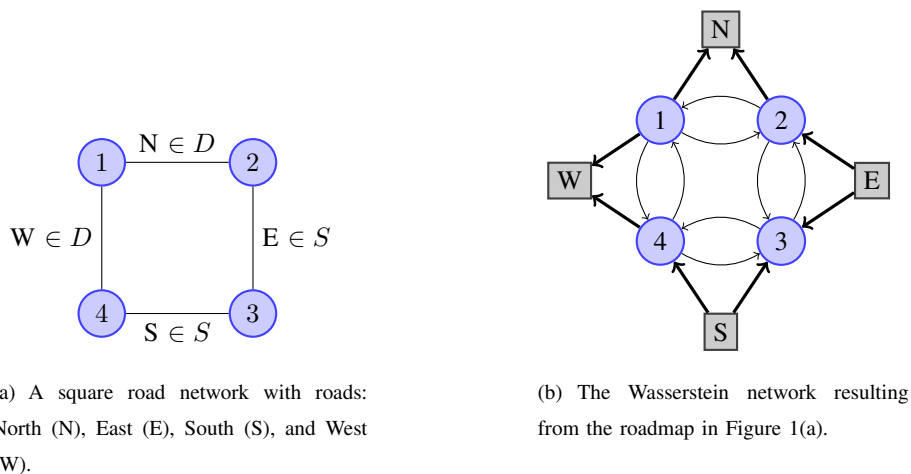 N
1
2
W
E
4
3
S
1
N ∈ D
2
W ∈ D
E ∈ S
4
S ∈ S
3
a) A square road network with roads:
North (N), East (E), South (S), and West
W).
(b) The Wasserstein network resulting
from the roadmap in Figure 1(a).